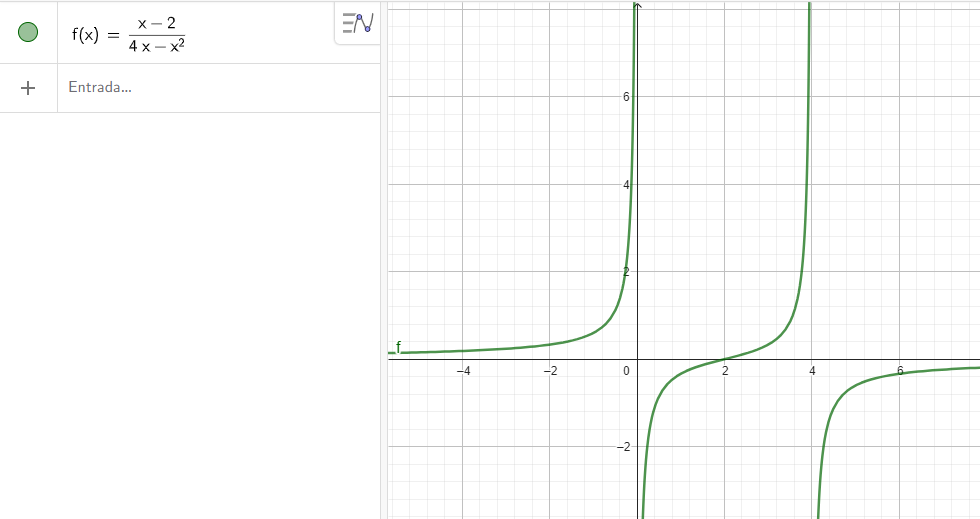 f(x) = x − 2 / 4 x − x²
Entrada...
f
6
4
2
−4 −2 0 2 4 6
−2